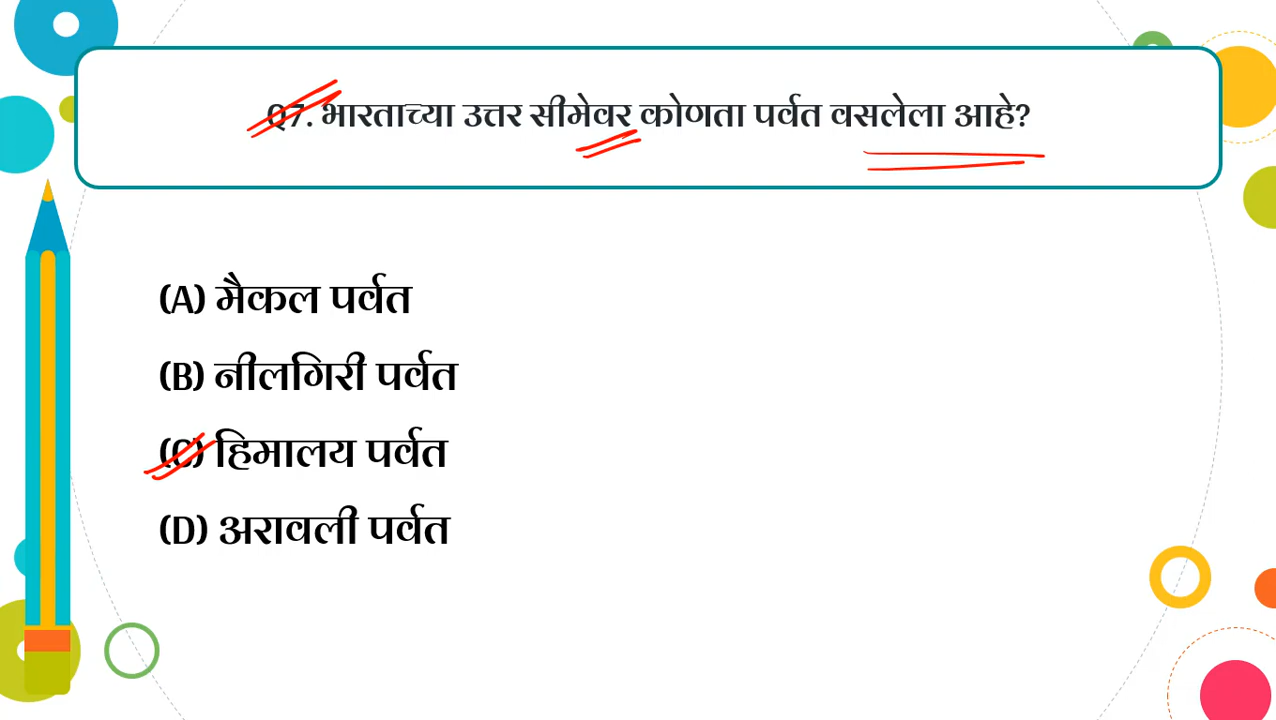 Q7. भारताच्या उत्तर सीमेवर कोणता पर्वत वसलेला आहे?
(A) मैकल पर्वत
(B) नीलगिरी पर्वत
(C) हिमालय पर्वत
(D) अरावली पर्वत